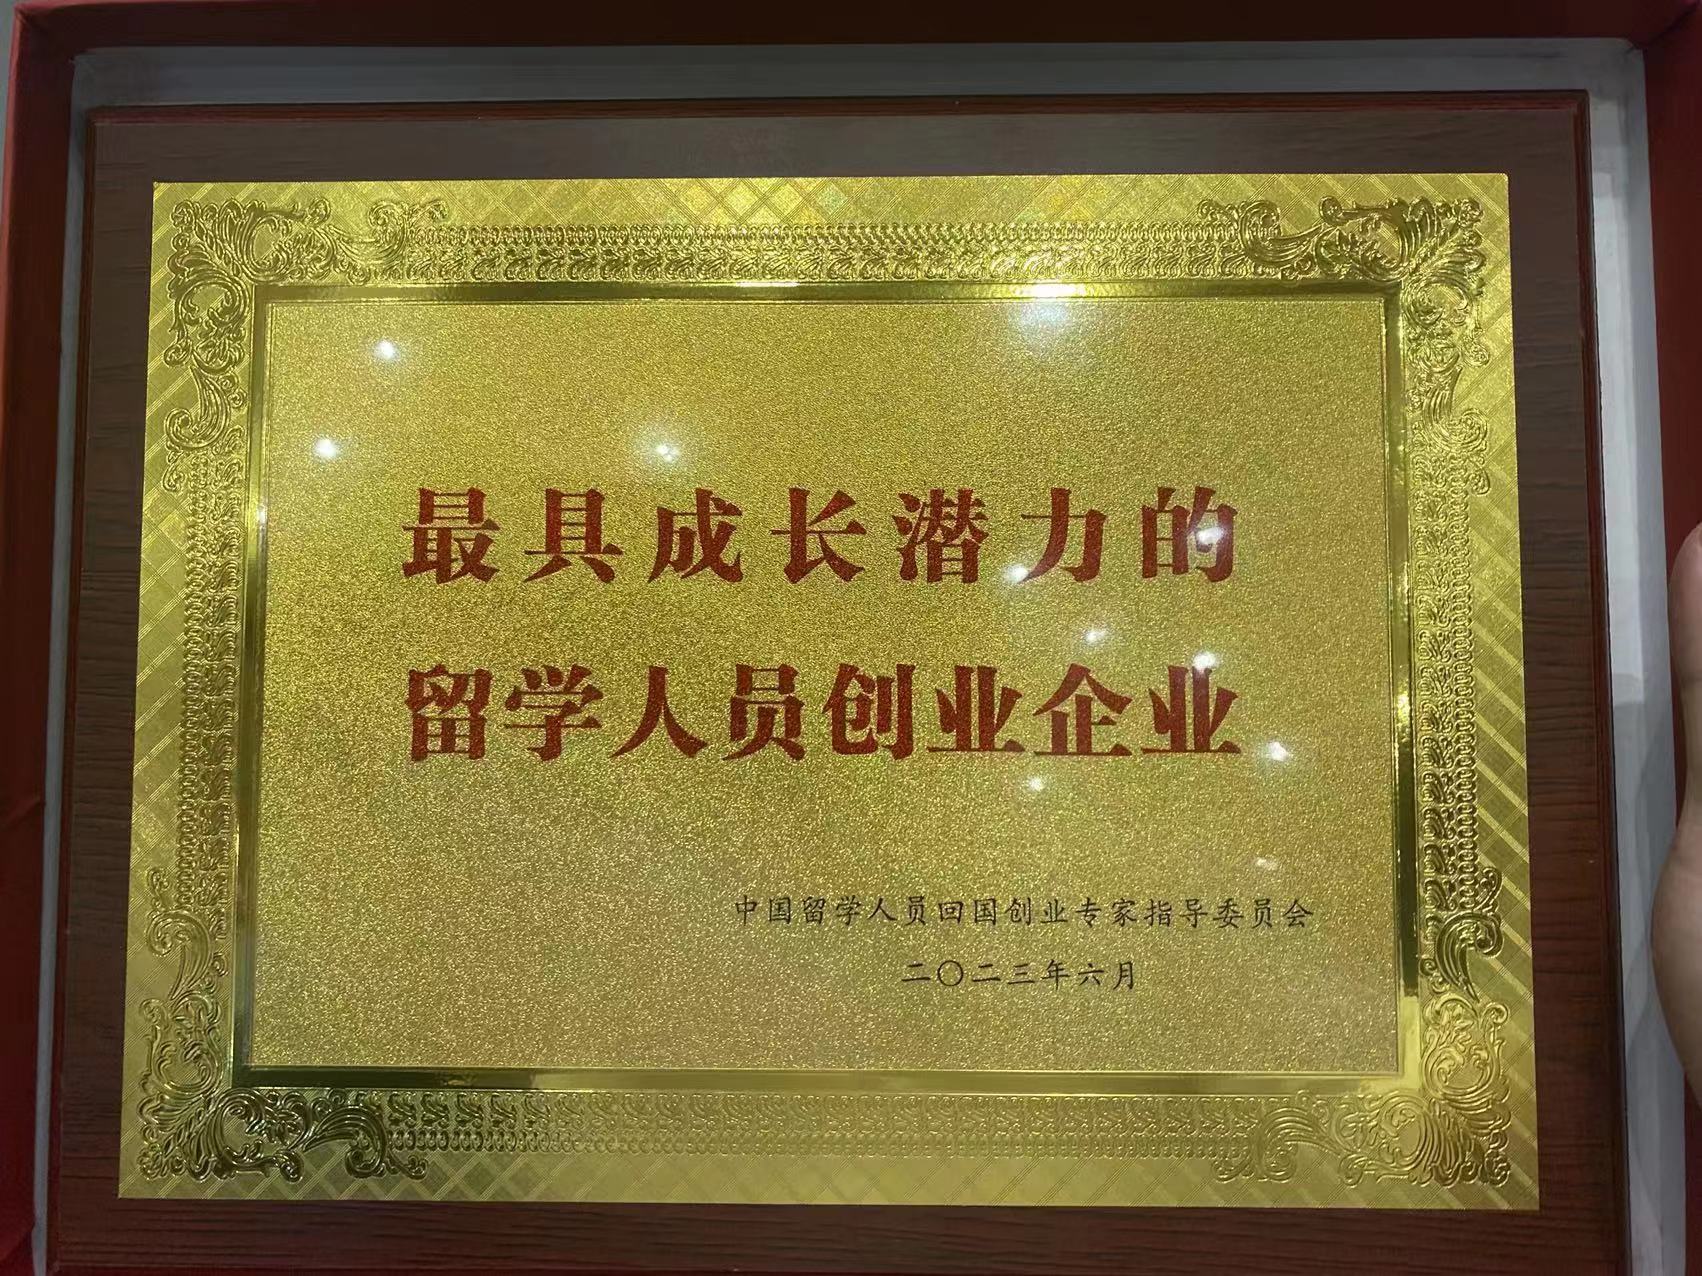 最具成长潜力的
留学人员创业企业
中国留学人员回国创业专家指导委员会
二〇二三年六月